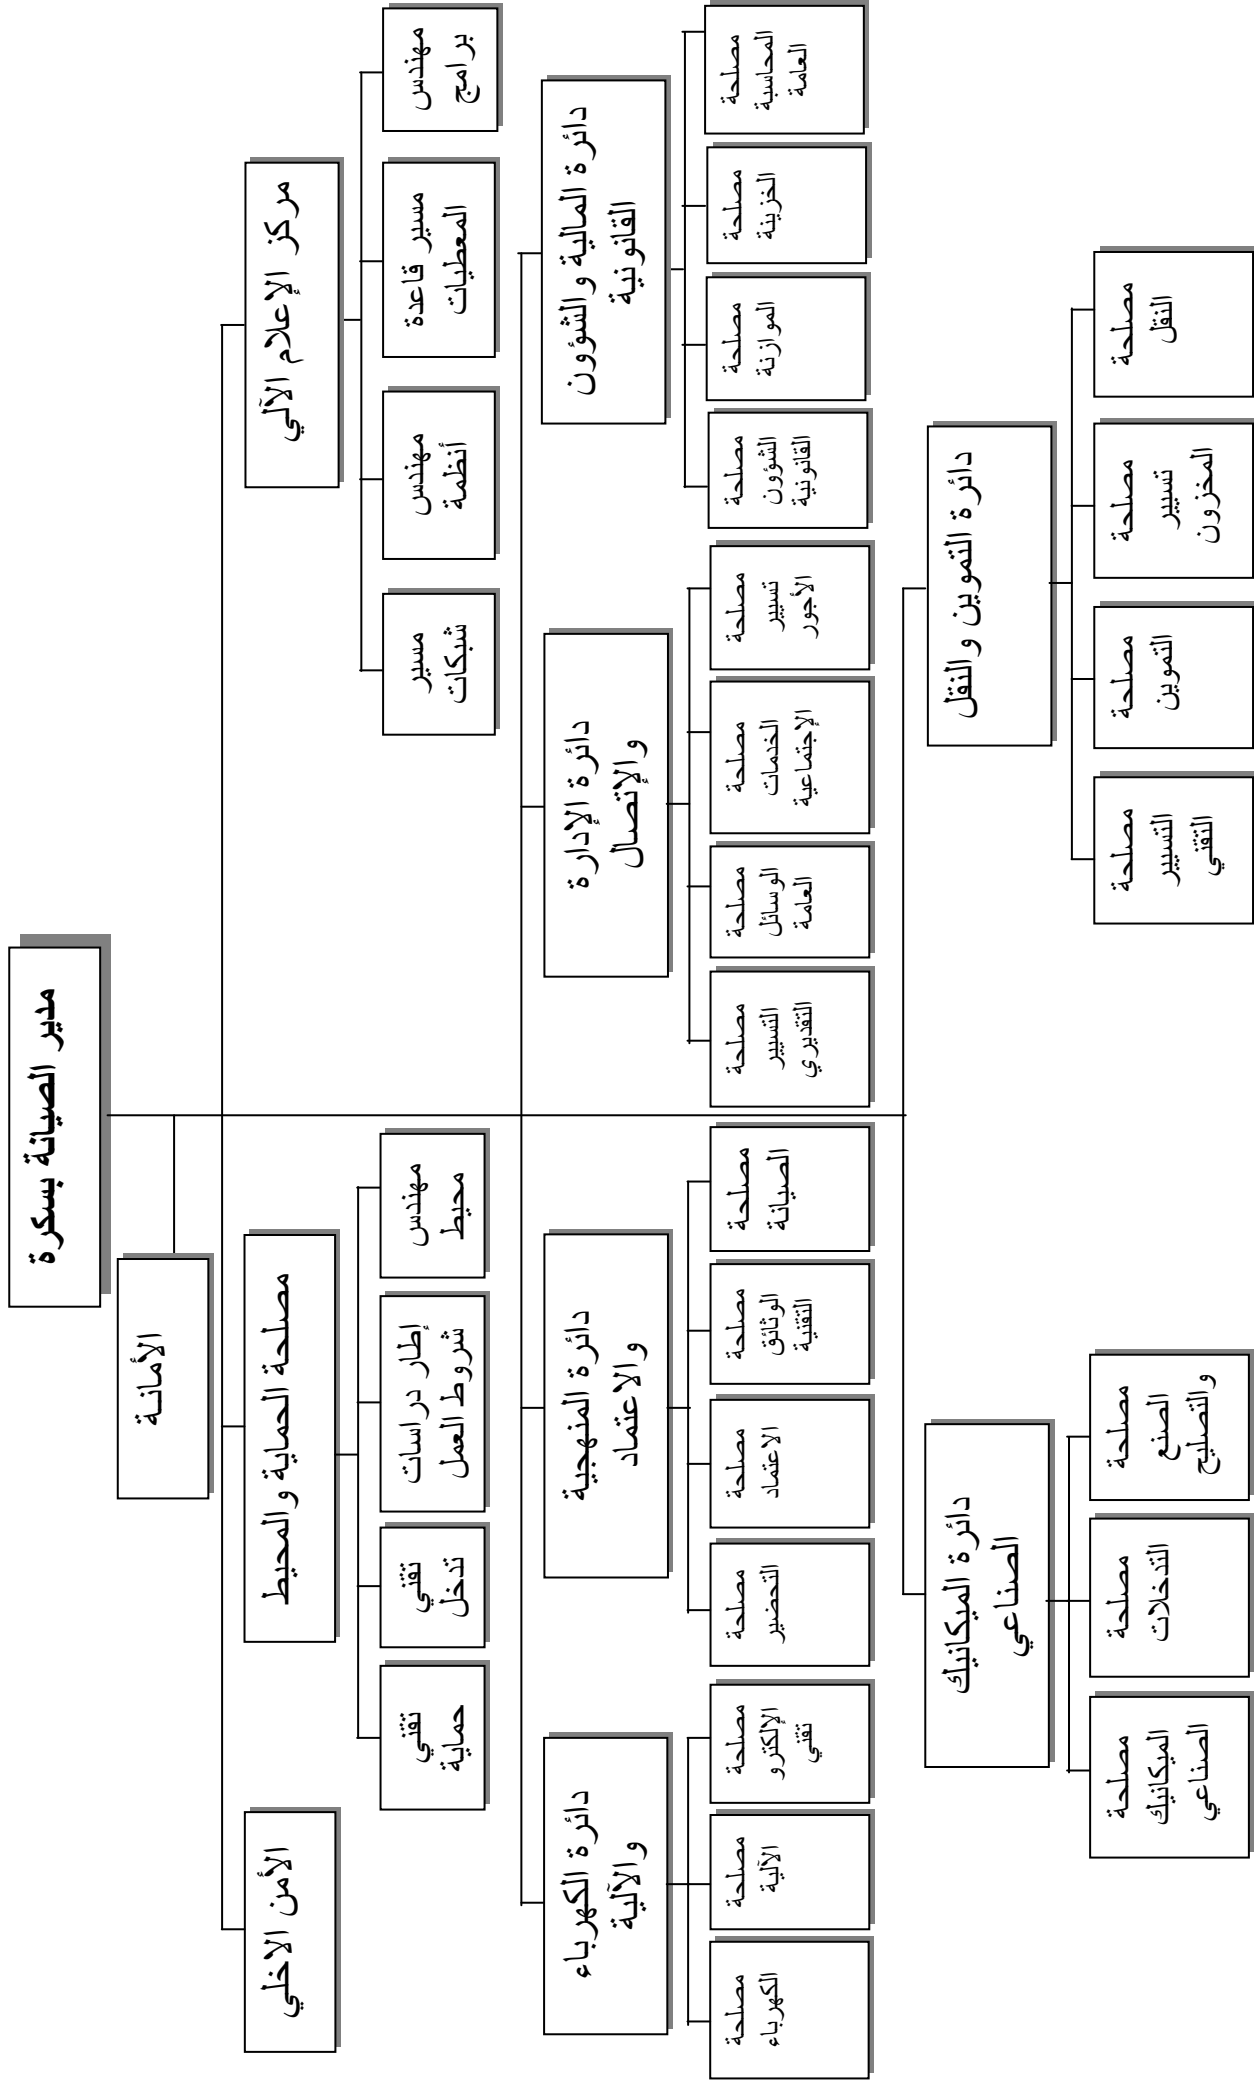 مدير الصيانة بسكرة
الأمانـة
مركز الإعلام الآلي
مصلحة الحماية والمحيط
الأمن الاخلي
مهندس
برامج
مسير قاعدة
المعطيات
مهندس
أنظمة
مسير
شبكات
مهندس
محيط
إطار دراسات
شروط العمل
تقني
تدخل
تقني
حماية
دائرة المالية والشؤون
القانونية
دائرة الإدارة
والإتصال
دائرة المنهجية
والاعتماد
دائرة الكهرباء
والآلية
مصلحة
المحاسبة
العامة
مصلحة
الخزينة
مصلحة
الموازنة
مصلحة
الشؤون
القانونية
مصلحة
تسيير
الأجور
مصلحة
الخدمات
الإجتماعية
مصلحة
الوسائل
العامة
مصلحة
التسيير
التقديري
مصلحة
الصيانة
مصلحة
الوثائق
التقنية
مصلحة
الاعتماد
مصلحة
التحضير
مصلحة
الإلكترو
تقني
مصلحة
الآلية
مصلحة
الكهرباء
دائرة التموين والنقل
دائرة الميكانيك
الصناعي
مصلحة
النقل
مصلحة
تسيير
المخزون
مصلحة
التموين
مصلحة
التسيير
التقني
مصلحة
الصنع
والتصليح
مصلحة
التدخلات
مصلحة
الميكانيك
الصناعي